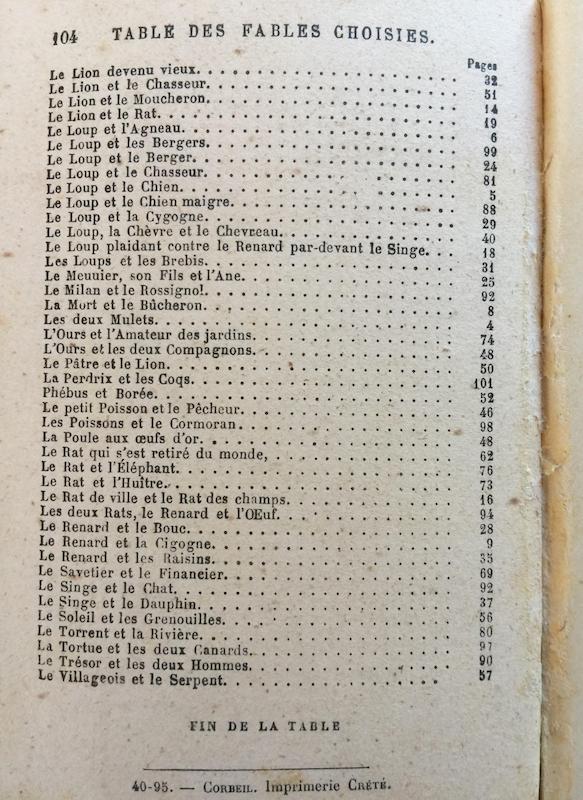 104 TABLE DES FABLES CHOISIES.
Pages
Le Lion devenu vieux. 32
Le Lion et le Chasseur. 51
Le Lion et le Moucheron. 14
Le Lion et le Rat. 19
Le Loup et l'Agneau. 6
Le Loup et les Bergers. 99
Le Loup et le Berger. 24
Le Loup et le Chasseur. 81
Le Loup et le Chien. 5
Le Loup et le Chien maigre. 88
Le Loup et la Cygogne. 29
Le Loup, la Chèvre et le Chevreau. 40
Le Loup plaidant contre le Renard par-devant le Singe. 18
Les Loups et les Brebis. 31
Le Meunier, son Fils et l'Ane. 25
Le Milan et le Rossignol. 92
La Mort et le Bûcheron. 8
Les deux Mulets. 4
L'Ours et l'Amateur des jardins. 74
L'Ours et les deux Compagnons. 48
Le Pâtre et le Lion. 50
La Perdrix et les Coqs. 101
Phébus et Borée. 52
Le petit Poisson et le Pêcheur. 46
Les Poissons et le Cormoran. 98
La Poule aux œufs d'or. 48
Le Rat qui s'est retiré du monde, 62
Le Rat et l'Éléphant. 76
Le Rat et l'Huître. 73
Le Rat de ville et le Rat des champs. 16
Les deux Rats, le Renard et l'Œuf. 94
Le Renard et le Bouc. 28
Le Renard et la Cigogne. 9
Le Renard et les Raisins. 35
Le Savetier et le Financier. 69
Le Singe et le Chat. 92
Le Singe et le Dauphin. 37
Le Soleil et les Grenouilles. 56
Le Torrent et la Rivière. 80
La Tortue et les deux Canards. 97
Le Trésor et les deux Hommes. 90
Le Villageois et le Serpent. 57
FIN DE LA TABLE
40-95. — CORBEIL. Imprimerie CRÉTÉ.